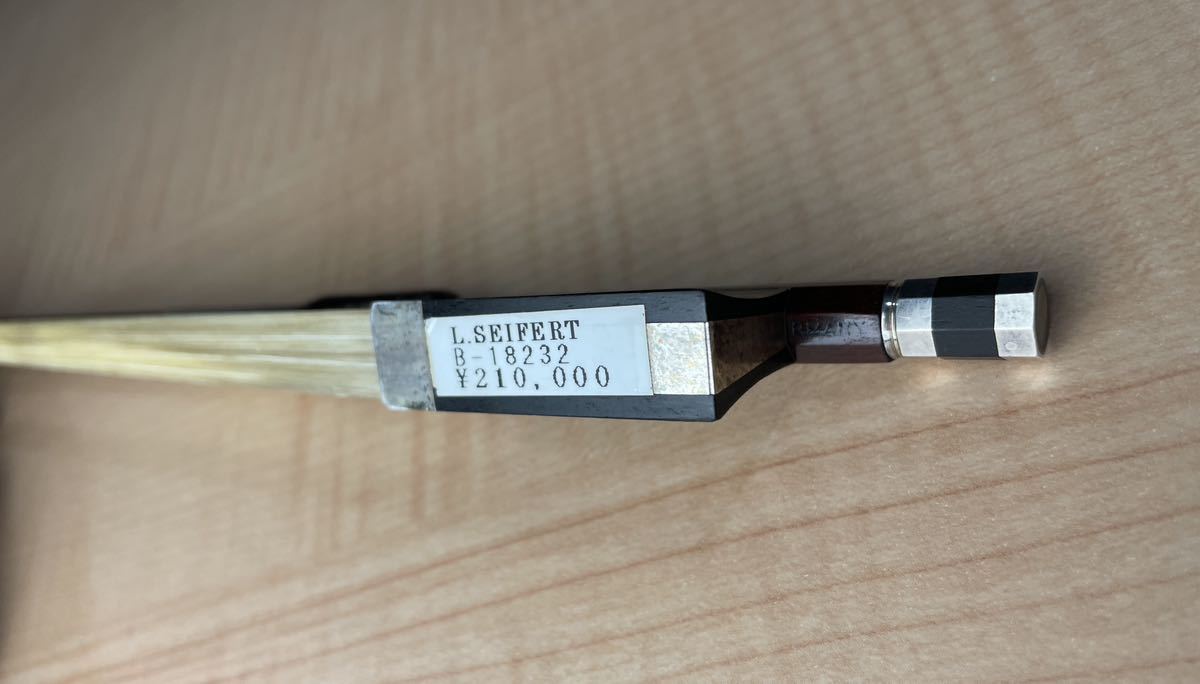 L.SEIFERT
B-18232
¥210,000